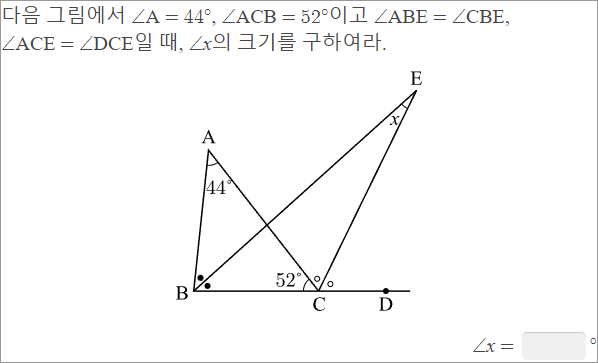 다음 그림에서 ∠A = 44°, ∠ACB = 52°이고 ∠ABE = ∠CBE,
∠ACE = ∠DCE일 때, ∠x의 크기를 구하여라.
E
x
A
44°
52°
B
C
D
∠x = °